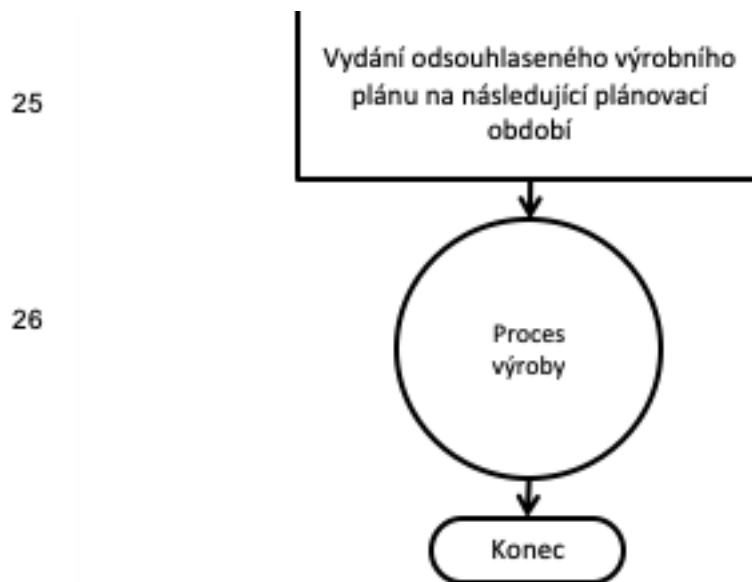 Vydání odsouhlaseného výrobního
25
plánu na následující plánovací
období
26
Proces
výroby
Konec